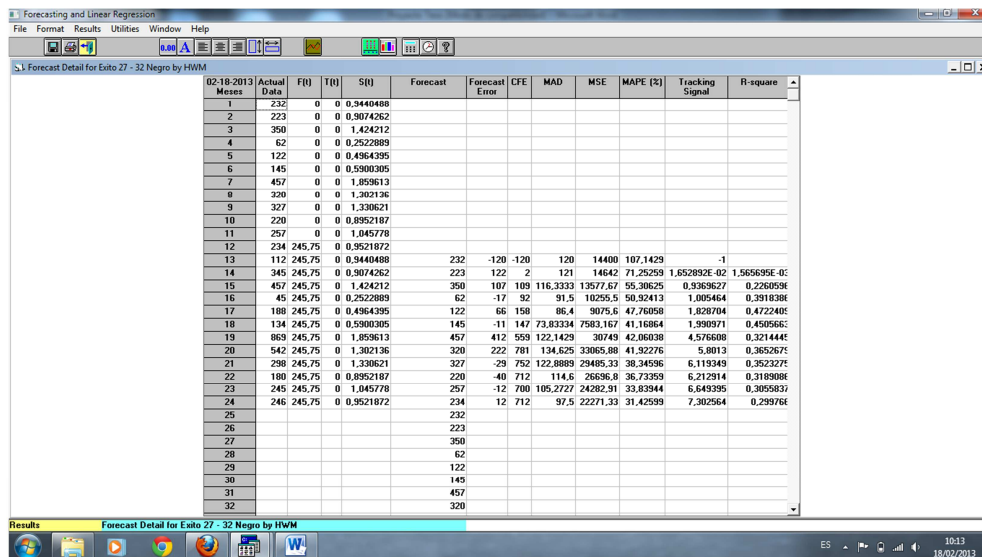 Forecasting and Linear Regression
File Format Results Utilities Window Help
0.00 A
Forecast Detail for Exito 27 - 32 Negro by HWM
02-18-2013 Meses Actual Data F(t) T(t) S(t) Forecast Forecast Error CFE MAD MSE MAPE (%) Tracking Signal R-square
1 232 0 0 0,9440488
2 223 0 0 0,9074262
3 350 0 0 1,424212
4 62 0 0 0,2522889
5 122 0 0 0,4964395
6 145 0 0 0,5900305
7 457 0 0 1,859613
8 320 0 0 1,302136
9 327 0 0 1,330621
10 220 0 0 0,8952187
11 257 0 0 1,045778
12 234 245,75 0 0,9521872
13 112 245,75 0 0,9440488 232 -120 -120 120 14400 107,1429 -1
14 345 245,75 0 0,9074262 223 122 2 121 14642 71,25259 1,652892E-02 1,565695E-03
15 457 245,75 0 1,424212 350 107 109 116,3333 13577,67 55,30625 0,9369627 0,2260596
16 45 245,75 0 0,2522889 62 -17 92 91,5 10255,5 50,92413 1,005464 0,3918386
17 188 245,75 0 0,4964395 122 66 158 86,4 9075,6 47,76058 1,828704 0,4722409
18 134 245,75 0 0,5900305 145 -11 147 73,83334 7583,167 41,16864 1,990971 0,4505663
19 869 245,75 0 1,859613 457 412 559 122,1429 30749 42,06038 4,576608 0,3214445
20 542 245,75 0 1,302136 320 222 781 134,625 33065,88 41,92276 5,8013 0,3652675
21 298 245,75 0 1,330621 327 -29 752 122,8889 29485,33 38,34596 6,119349 0,3523275
22 180 245,75 0 0,8952187 220 -40 712 114,6 26696,8 36,73359 6,212914 0,3189086
23 245 245,75 0 1,045778 257 -12 700 105,2727 24282,91 33,83944 6,649395 0,3055837
24 246 245,75 0 0,9521872 234 12 712 97,5 22271,33 31,42599 7,302564 0,299766
25 232
26 223
27 350
28 62
29 122
30 145
31 457
32 320
Results Forecast Detail for Exito 27 - 32 Negro by HWM
W ES 10:13
18/02/2013